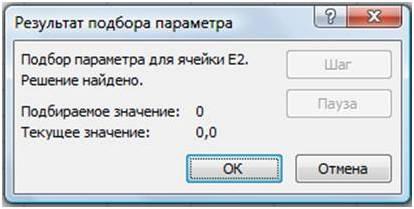 Результат подбора параметра
Подбор параметра для ячейки E2.
Решение найдено.
Подбираемое значение: 0
Текущее значение: 0,0
Шаг
Пауза
ОК
Отмена